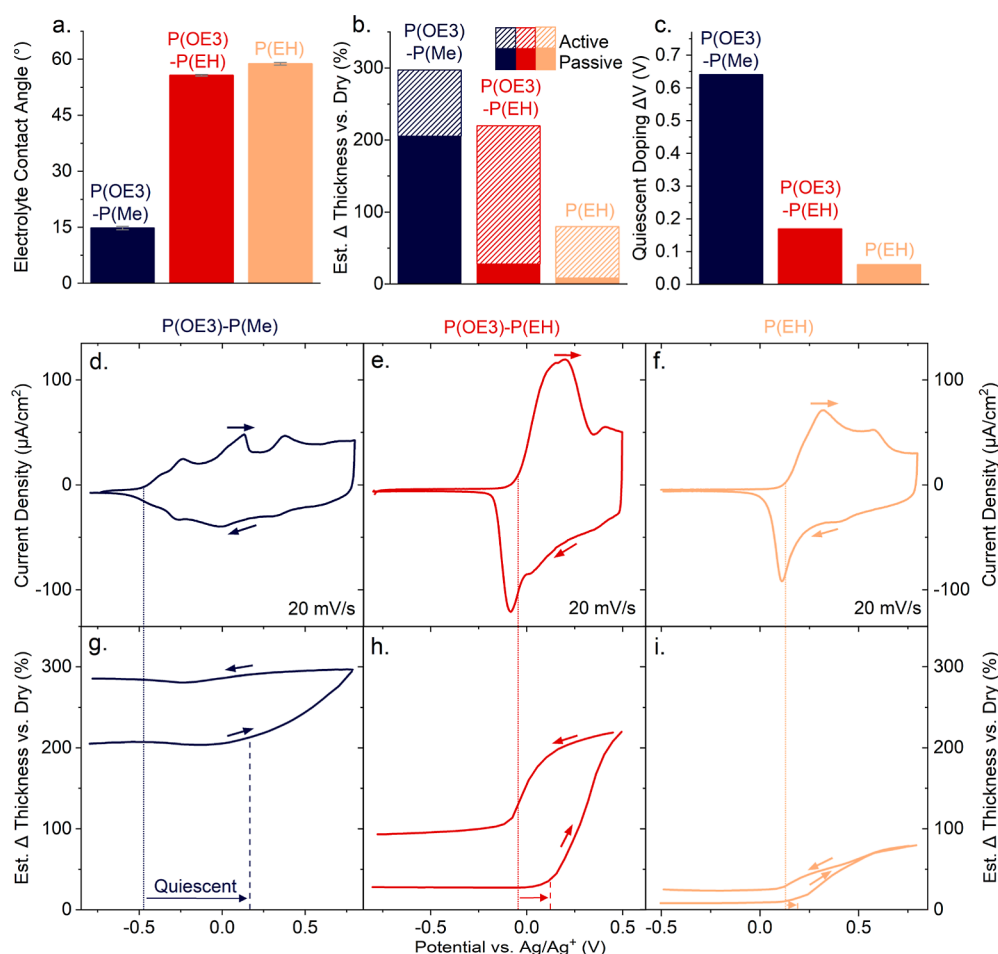 a.
Electrolyte Contact Angle (°)
60
45
30
15
0
P(OE3)
-P(Me)
P(OE3)
-P(EH)
P(EH)
b.
Est. Δ Thickness vs. Dry (%)
300
200
100
0
P(OE3)
-P(Me)
P(OE3)
-P(EH)
P(EH)
Active
Passive
c.
Quiescent Doping ΔV (V)
0.7
0.6
0.5
0.4
0.3
0.2
0.1
0.0
P(OE3)
-P(Me)
P(OE3)
-P(EH)
P(EH)
P(OE3)-P(Me)
P(OE3)-P(EH)
P(EH)
d.
Current Density (µA/cm²)
100
0
-100
20 mV/s
e.
20 mV/s
f.
20 mV/s
100
0
-100
Current Density (µA/cm²)
g.
Est. Δ Thickness vs. Dry (%)
300
200
100
0
Quiescent
-0.5 0.0 0.5
h.
-0.5 0.0 0.5
i.
-0.5 0.0 0.5
300
200
100
0
Est. Δ Thickness vs. Dry (%)
Potential vs. Ag/Ag⁺ (V)